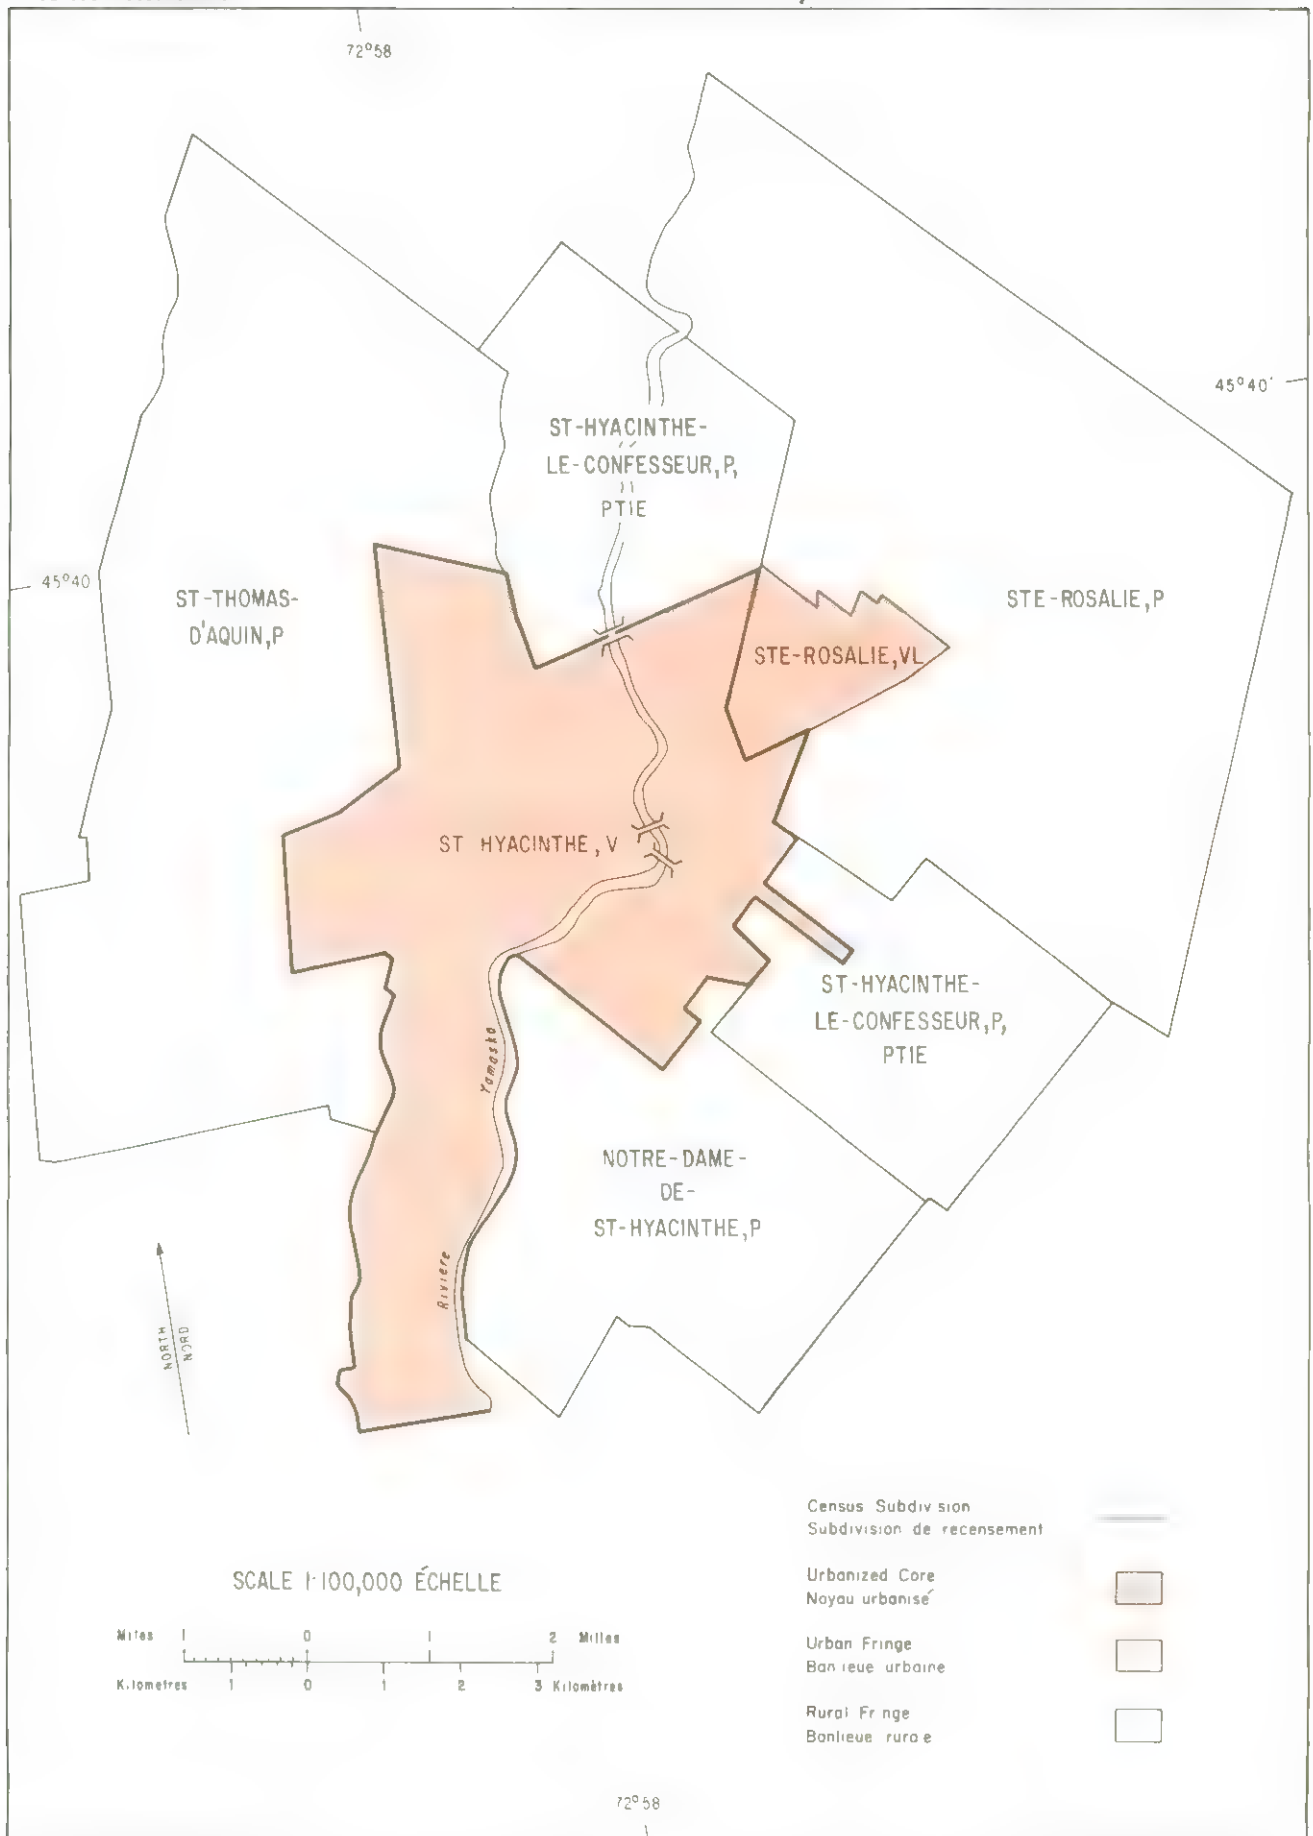 72°58
45°40'
ST-HYACINTHE-
LE-CONFESSEUR,P,
PTIE
45°40
ST-THOMAS-
D'AQUIN,P
STE-ROSALIE,P
STE-ROSALIE,VL
ST HYACINTHE,V
ST-HYACINTHE-
LE-CONFESSEUR,P,
PTIE
Yamaska
NOTRE-DAME-
DE-
ST-HYACINTHE,P
Rivière
NORTH
NORD
Census Subdivision
Subdivision de recensement
SCALE 1:100,000 ÉCHELLE
Urbanized Core
Noyau urbanisé
Miles 1 0 1 2 Milles
Kilometres 1 0 1 2 3 Kilomètres
Urban Fringe
Banlieue urbaine
Rural Fringe
Banlieue rurale
72°58